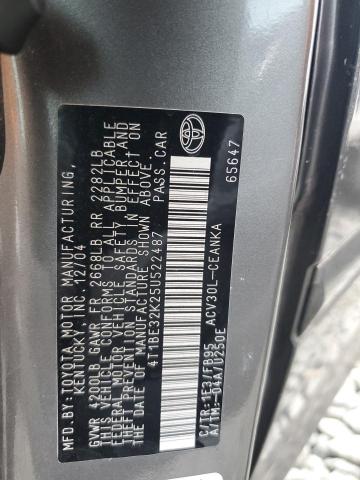 MFD. BY: TOYOTA MOTOR MANUFACTURING,
KENTUCKY, INC. 12/04
GVWR 4200LB GAWR FR 2668LB RR 2282LB
THIS VEHICLE CONFORMS TO ALL APPLICABLE
FEDERAL MOTOR VEHICLE SAFETY, BUMPER, AND
THEFT PREVENTION STANDARDS IN EFFECT ON
THE DATE OF MANUFACTURE SHOWN ABOVE.
4T1BE32K25U522487 PASS.CAR
ACV30L-CEANKA
C/TR:1F3/FB95
A/TM:-04A/U250E
65647